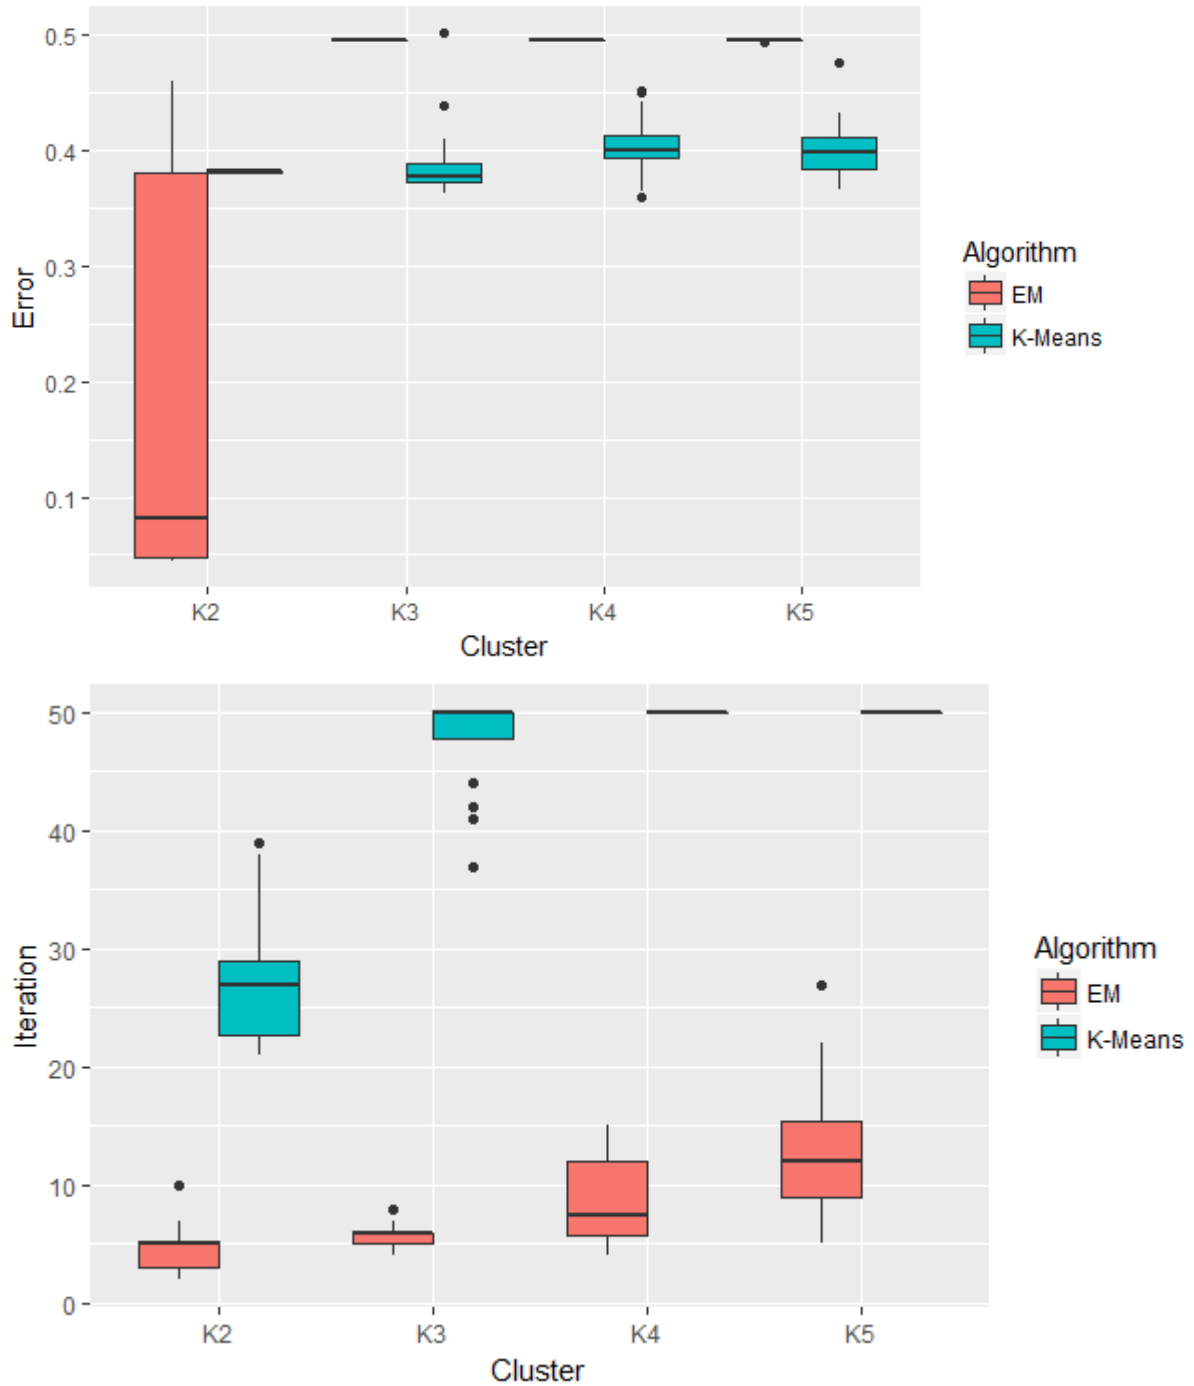 0.5
0.4
0.3
0.2
0.1
Error
K2 K3 K4 K5
Cluster
Algorithm
EM
K-Means
50
40
30
20
10
0
Iteration
K2 K3 K4 K5
Cluster
Algorithm
EM
K-Means